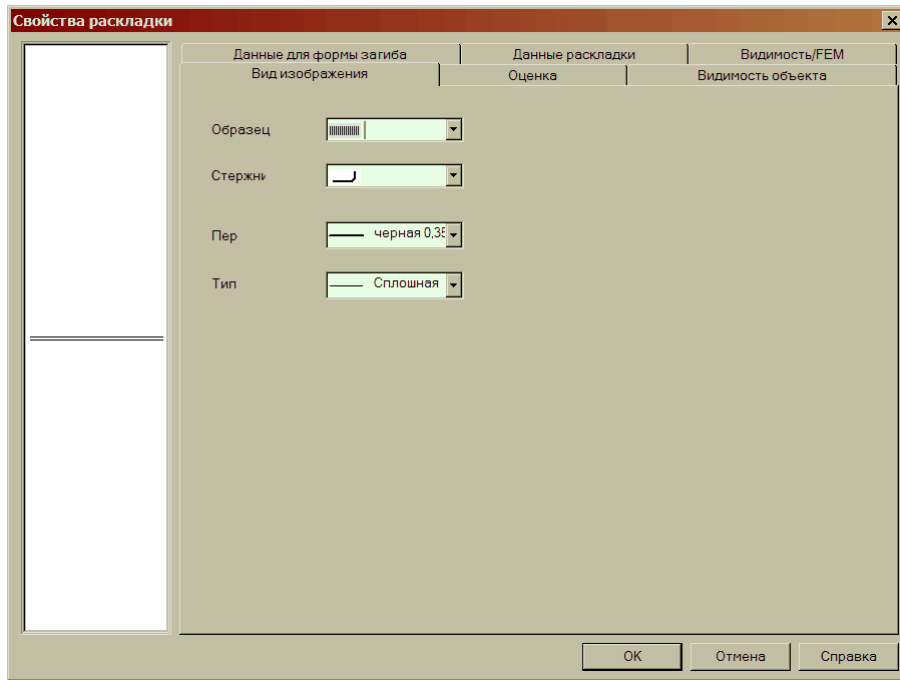 Свойства раскладки
Данные для формы загиба Данные раскладки Видимость/FEM
Вид изображения Оценка Видимость объекта
Образец
Стержни
Пер черная 0,35
Тип Сплошная
OK Отмена Справка